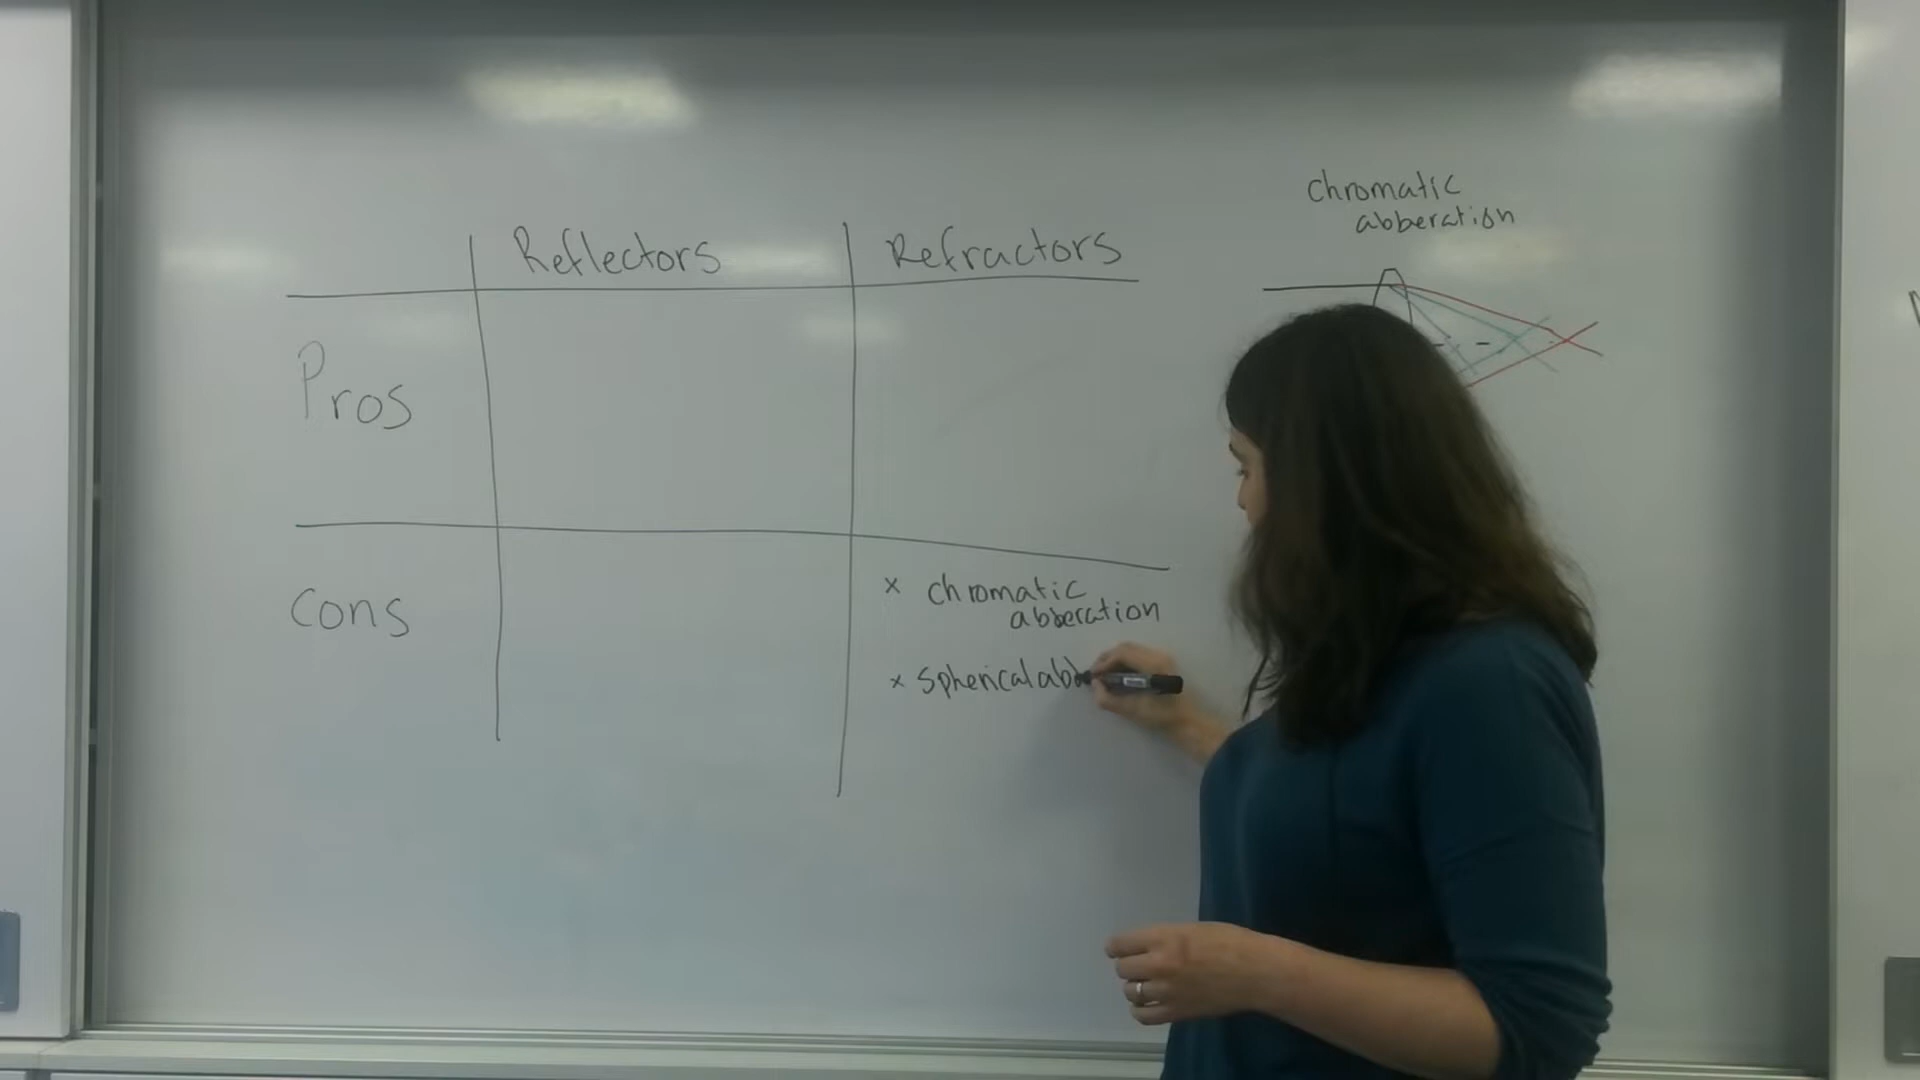 chromatic
abberation
Reflectors
Refractors
Pros
Cons
x chromatic
abberation
x spherical abb